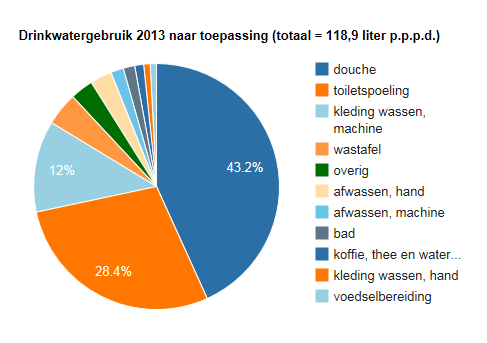 Drinkwatergebruik 2013 naar toepassing (totaal = 118,9 liter p.p.p.d.)
douche
toiletspoeling
kleding wassen,
machine
wastafel
overig
afwassen, hand
afwassen, machine
bad
koffie, thee en water...
kleding wassen, hand
voedselbereiding
43.2%
12%
28.4%